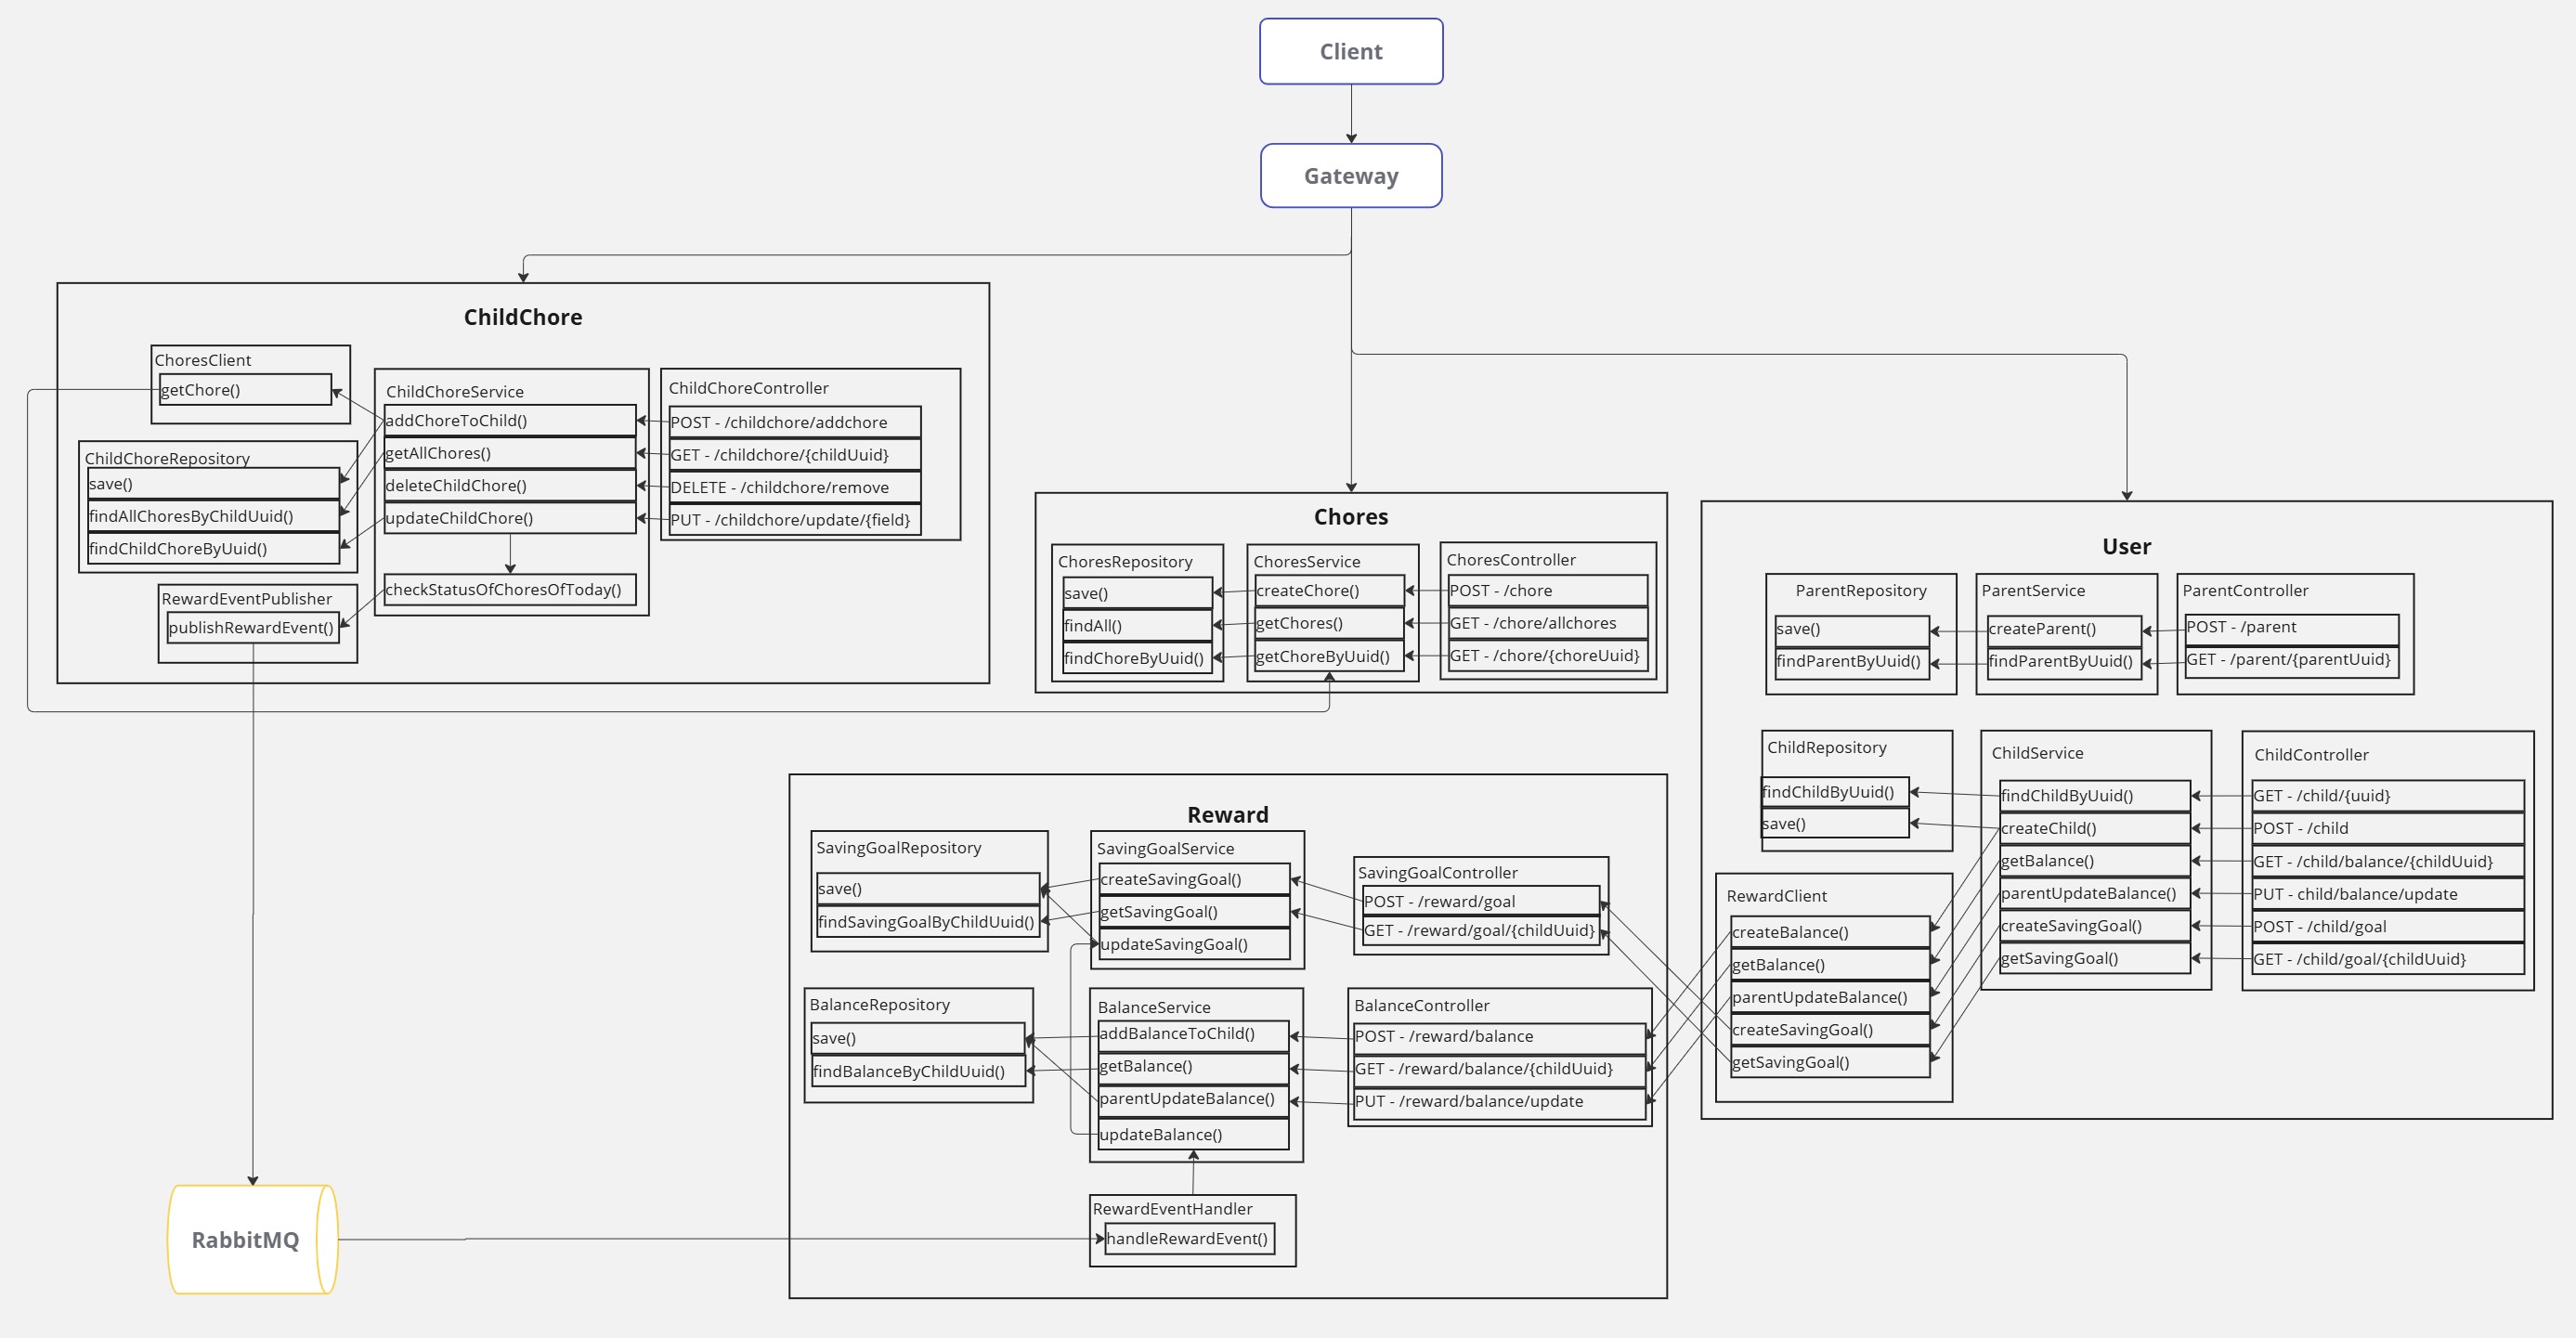 Client
Gateway
ChildChore
ChoresClient
getChore()
ChildChoreRepository
save()
findAllChoresByChildUuid()
findChildChoreByUuid()
RewardEventPublisher
publishRewardEvent()
ChildChoreService
addChoreToChild()
getAllChores()
deleteChildChore()
updateChildChore()
checkStatusOfChoresOfToday()
ChildChoreController
POST - /childchore/addchore
GET - /childchore/{childUuid}
DELETE - /childchore/remove
PUT - /childchore/update/{field}
Chores
ChoresRepository
save()
findAll()
findChoreByUuid()
ChoresService
createChore()
getChores()
getChoreByUuid()
ChoresController
POST - /chore
GET - /chore/allchores
GET - /chore/{choreUuid}
User
ParentRepository
save()
findParentByUuid()
ParentService
createParent()
findParentByUuid()
ParentController
POST - /parent
GET - /parent/{parentUuid}
ChildRepository
findChildByUuid()
save()
ChildService
findChildByUuid()
createChild()
getBalance()
parentUpdateBalance()
createSavingGoal()
getSavingGoal()
ChildController
GET - /child/{uuid}
POST - /child
GET - /child/balance/{childUuid}
PUT - child/balance/update
POST - /child/goal
GET - /child/goal/{childUuid}
RewardClient
createBalance()
getBalance()
parentUpdateBalance()
createSavingGoal()
getSavingGoal()
Reward
SavingGoalRepository
save()
findSavingGoalByChildUuid()
SavingGoalService
createSavingGoal()
getSavingGoal()
updateSavingGoal()
SavingGoalController
POST - /reward/goal
GET - /reward/goal/{childUuid}
BalanceRepository
save()
findBalanceByChildUuid()
BalanceService
addBalanceToChild()
getBalance()
parentUpdateBalance()
updateBalance()
BalanceController
POST - /reward/balance
GET - /reward/balance/{childUuid}
PUT - /reward/balance/update
RewardEventHandler
handleRewardEvent()
RabbitMQ